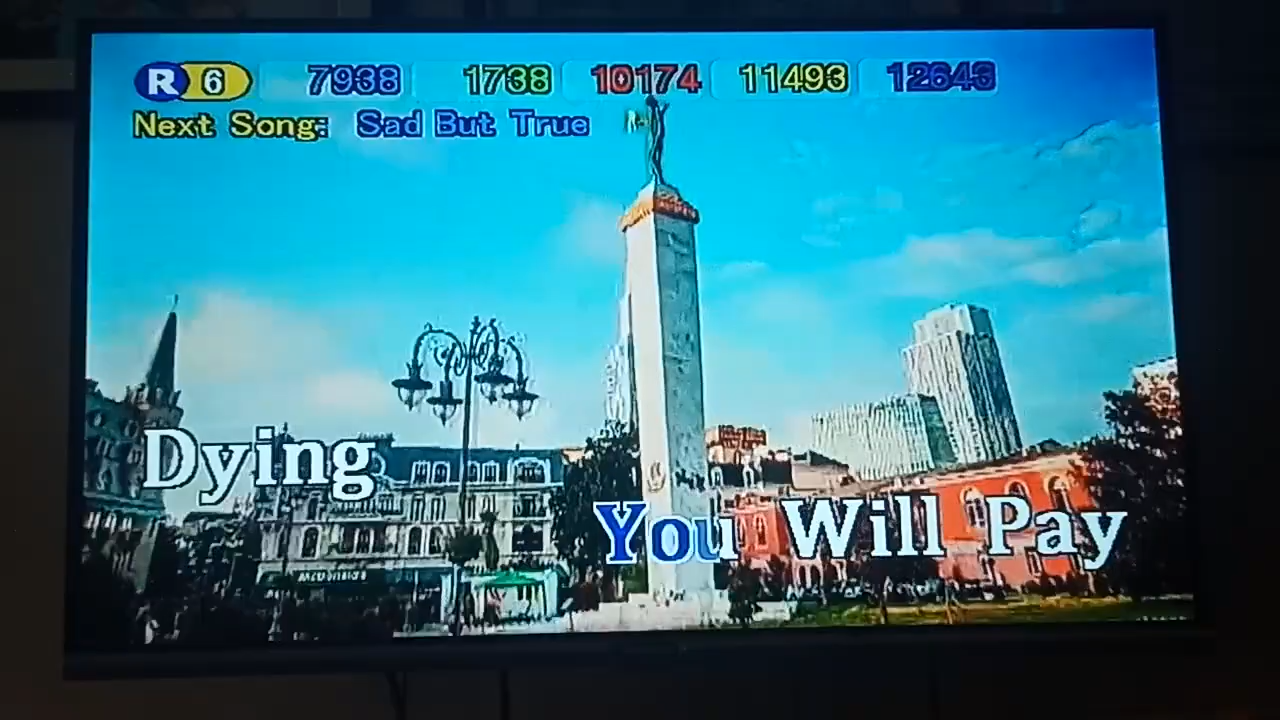 R 6 7938 1738 10174 11493 12643
Next Song: Sad But True
Dying
You Will Pay